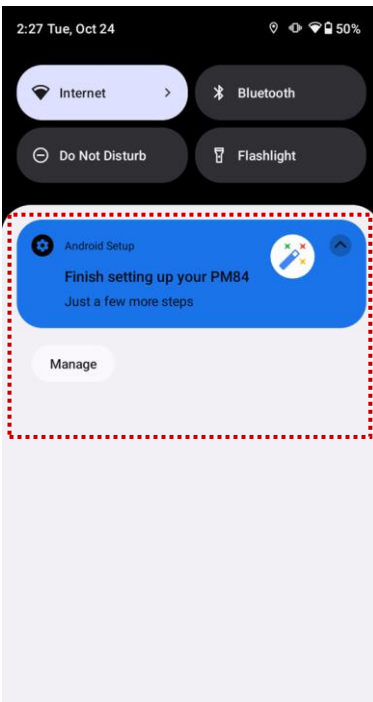 2:27 Tue, Oct 24 50%
Internet Bluetooth
Do Not Disturb Flashlight
Android Setup
Finish setting up your PM84
Just a few more steps
Manage